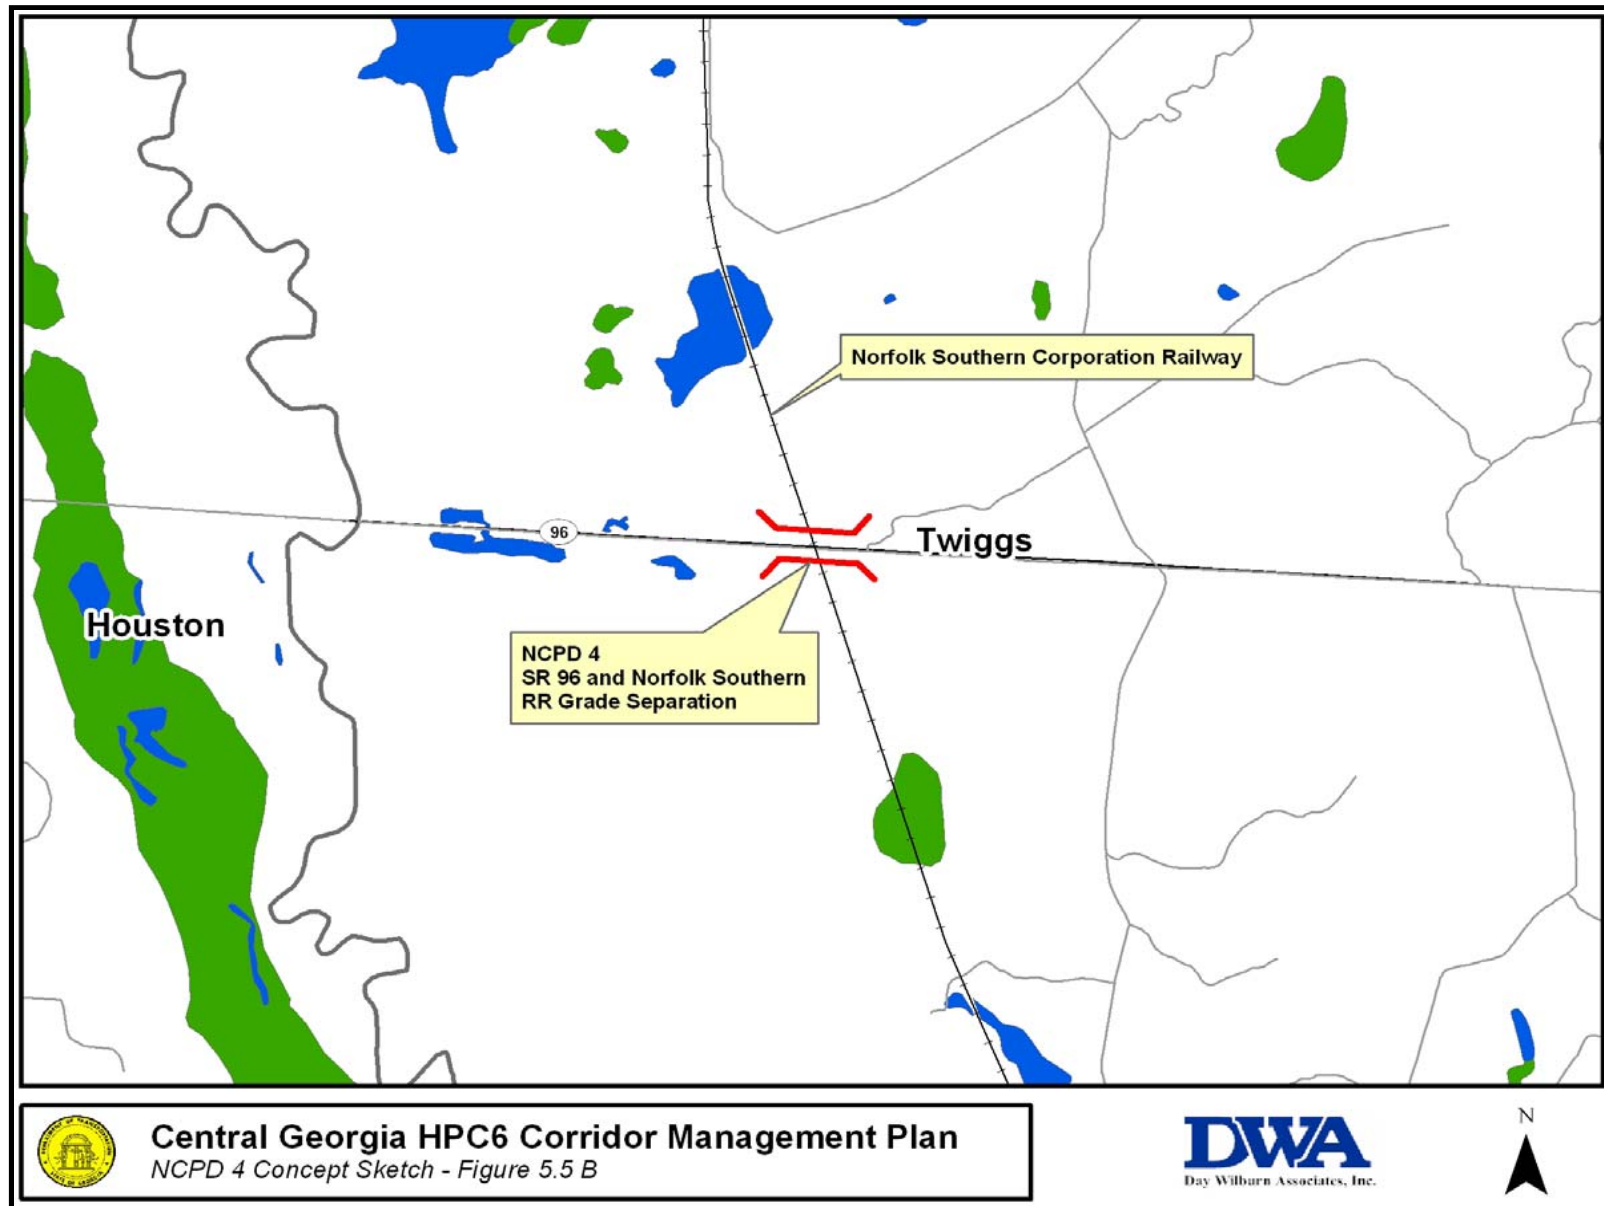 Norfolk Southern Corporation Railway
96
Twiggs
Houston
NCPD 4
SR 96 and Norfolk Southern
RR Grade Separation
Central Georgia HPC6 Corridor Management Plan
NCPD 4 Concept Sketch - Figure 5.5 B
DWA
Day Wilburn Associates, Inc.
N